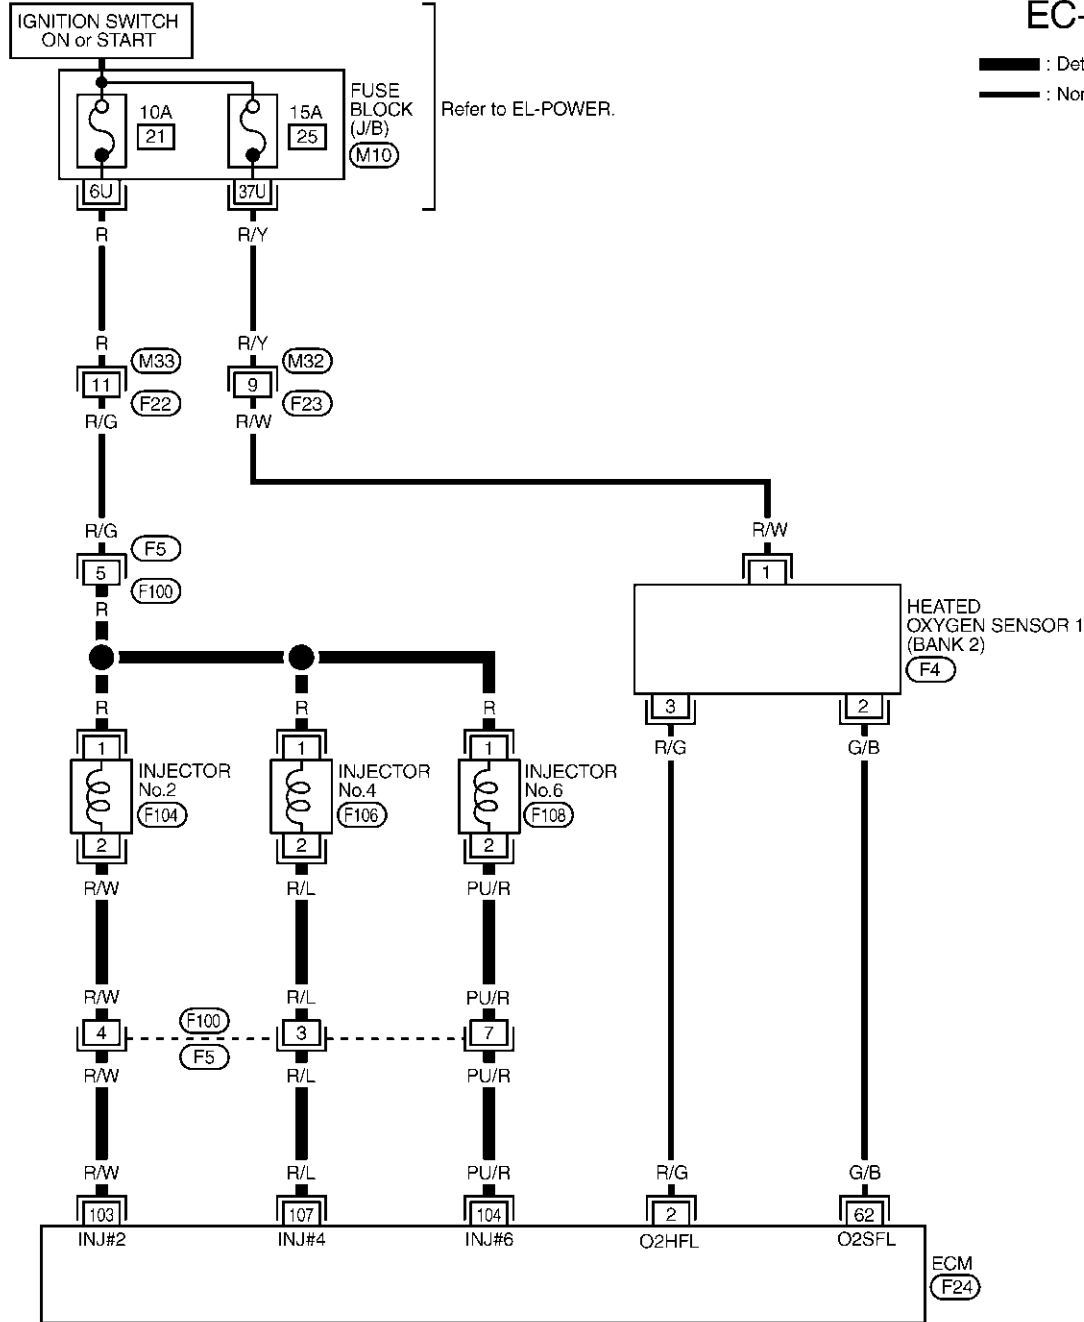 EC-
IGNITION SWITCH
ON or START
: Det
: Nor
10A
21
15A
25
FUSE
BLOCK
(J/B)
M10
Refer to EL-POWER.
6U
37U
R
R/Y
R
R/Y
M33
M32
11
9
F22
F23
R/G
R/W
R/G
R/W
F5
5
1
F100
R
HEATED
OXYGEN SENSOR 1
(BANK 2)
F4
R
R
R
3
2
1
1
1
R/G
G/B
INJECTOR
No.2
F104
INJECTOR
No.4
F106
INJECTOR
No.6
F108
2
2
2
R/W
R/L
PU/R
R/W
R/L
PU/R
F100
4
3
7
F5
R/W
R/L
PU/R
R/W
R/L
PU/R
R/G
G/B
103
107
104
2
62
INJ#2
INJ#4
INJ#6
O2HFL
O2SFL
ECM
F24